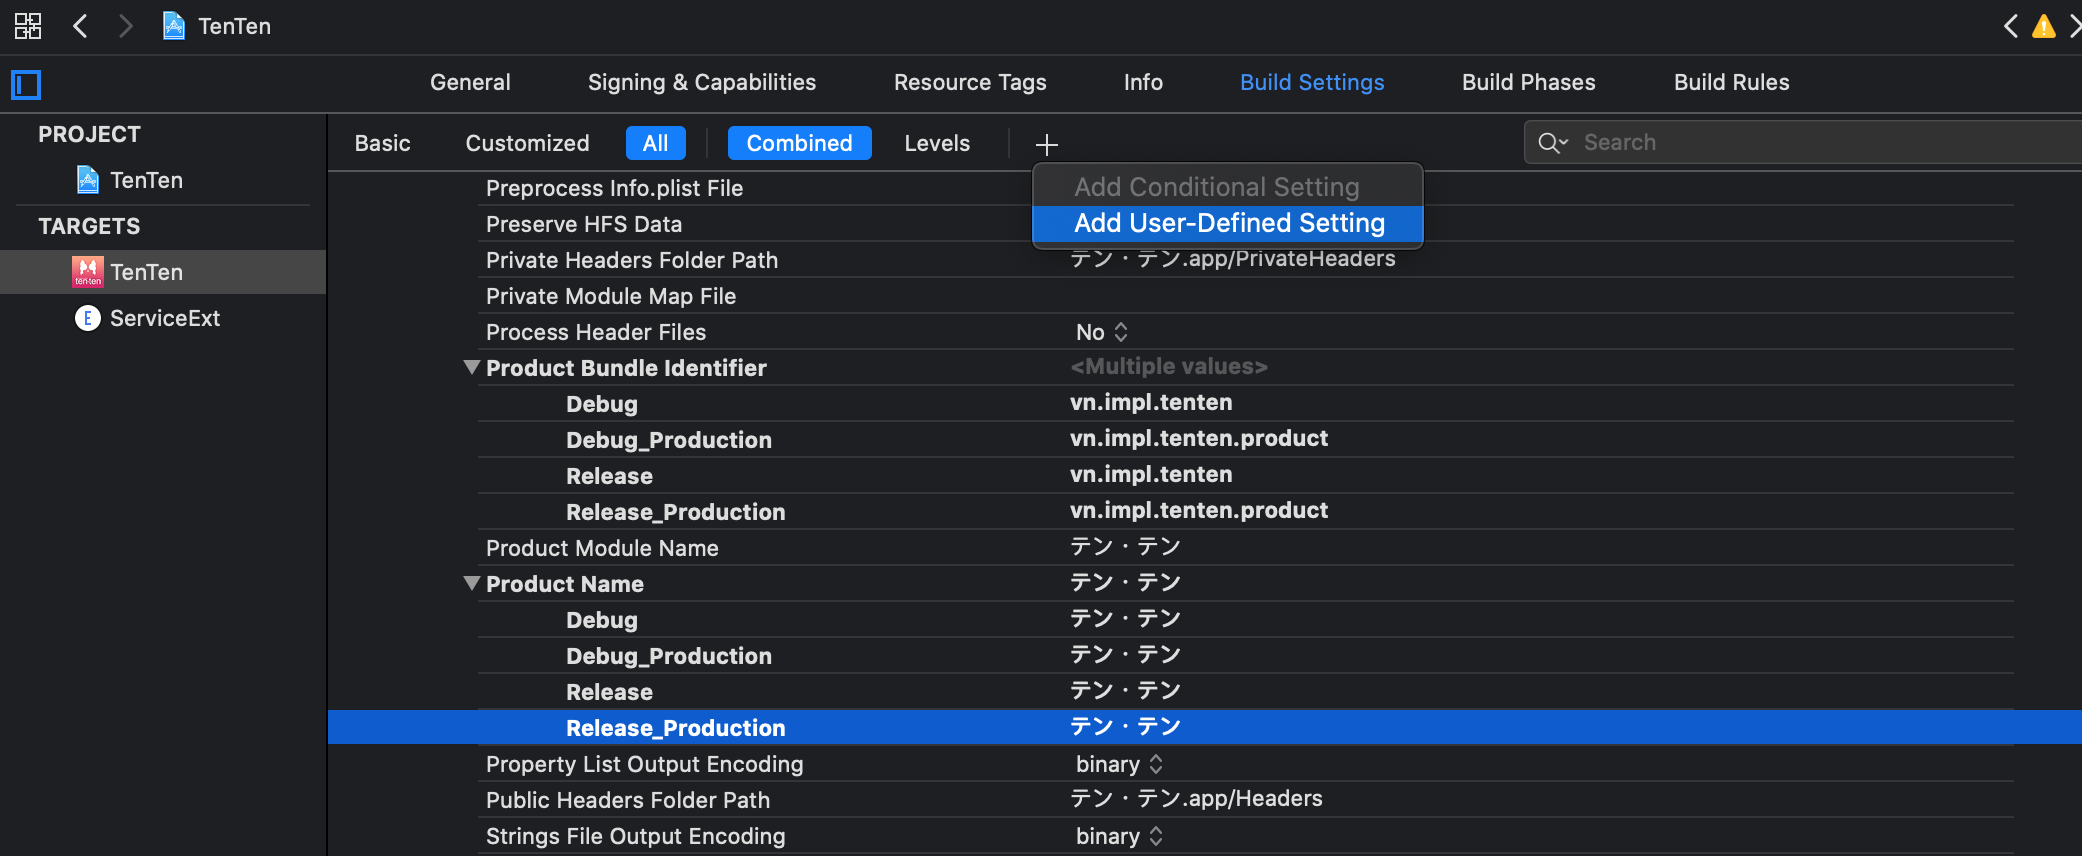 TenTen
General Signing & Capabilities Resource Tags Info Build Settings Build Phases Build Rules
PROJECT
TenTen
TARGETS
TenTen
ServiceExt
Basic Customized All Combined Levels Search
Add Conditional Setting
Add User-Defined Setting
Preprocess Info.plist File
Preserve HFS Data
Private Headers Folder Path テン・テン.app/PrivateHeaders
Private Module Map File
Process Header Files No
Product Bundle Identifier <Multiple values>
Debug vn.impl.tenten
Debug_Production vn.impl.tenten.product
Release vn.impl.tenten
Release_Production vn.impl.tenten.product
Product Module Name テン・テン
Product Name テン・テン
Debug テン・テン
Debug_Production テン・テン
Release テン・テン
Release_Production テン・テン
Property List Output Encoding binary
Public Headers Folder Path テン・テン.app/Headers
Strings File Output Encoding binary